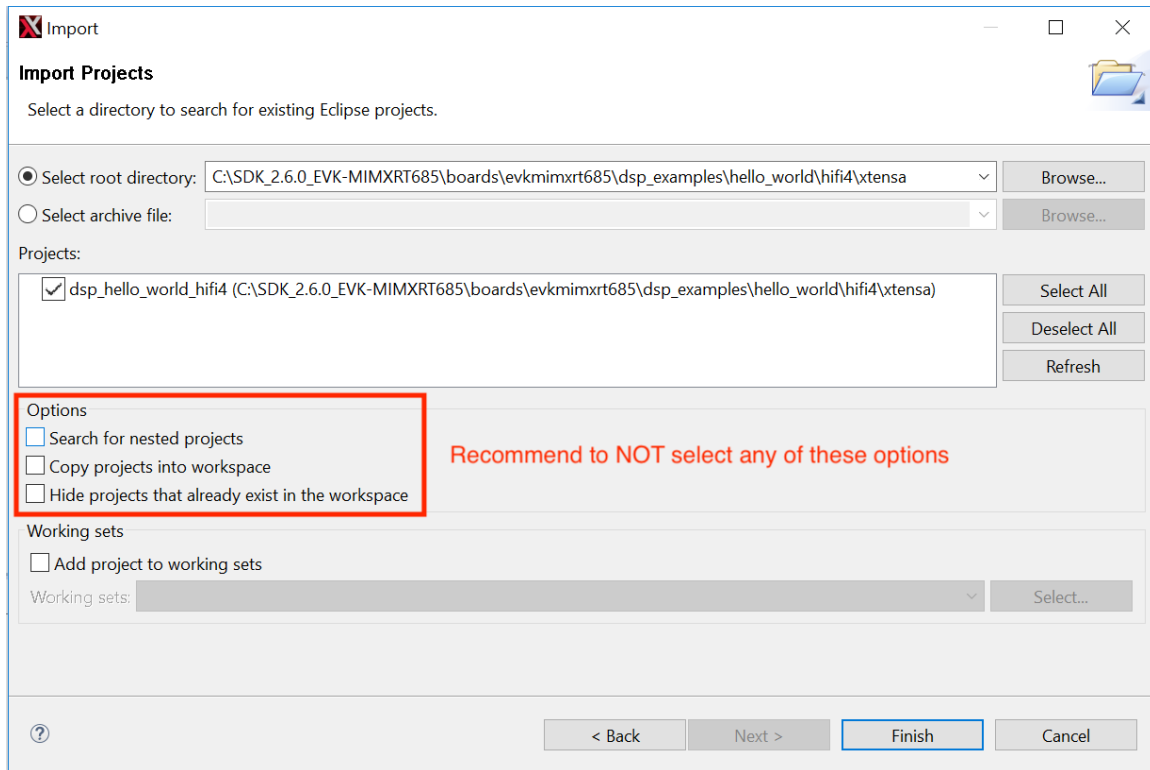 Import
Import Projects
Select a directory to search for existing Eclipse projects.
Select root directory: C:\SDK_2.6.0_EVK-MIMXRT685\boards\evkmimxrt685\dsp_examples\hello_world\hifi4\xtensa Browse...
Select archive file: Browse...
Projects:
dsp_hello_world_hifi4 (C:\SDK_2.6.0_EVK-MIMXRT685\boards\evkmimxrt685\dsp_examples\hello_world\hifi4\xtensa) Select All
Deselect All
Refresh
Options
Search for nested projects
Copy projects into workspace Recommend to NOT select any of these options
Hide projects that already exist in the workspace
Working sets
Add project to working sets
Working sets: Select...
? < Back Next > Finish Cancel